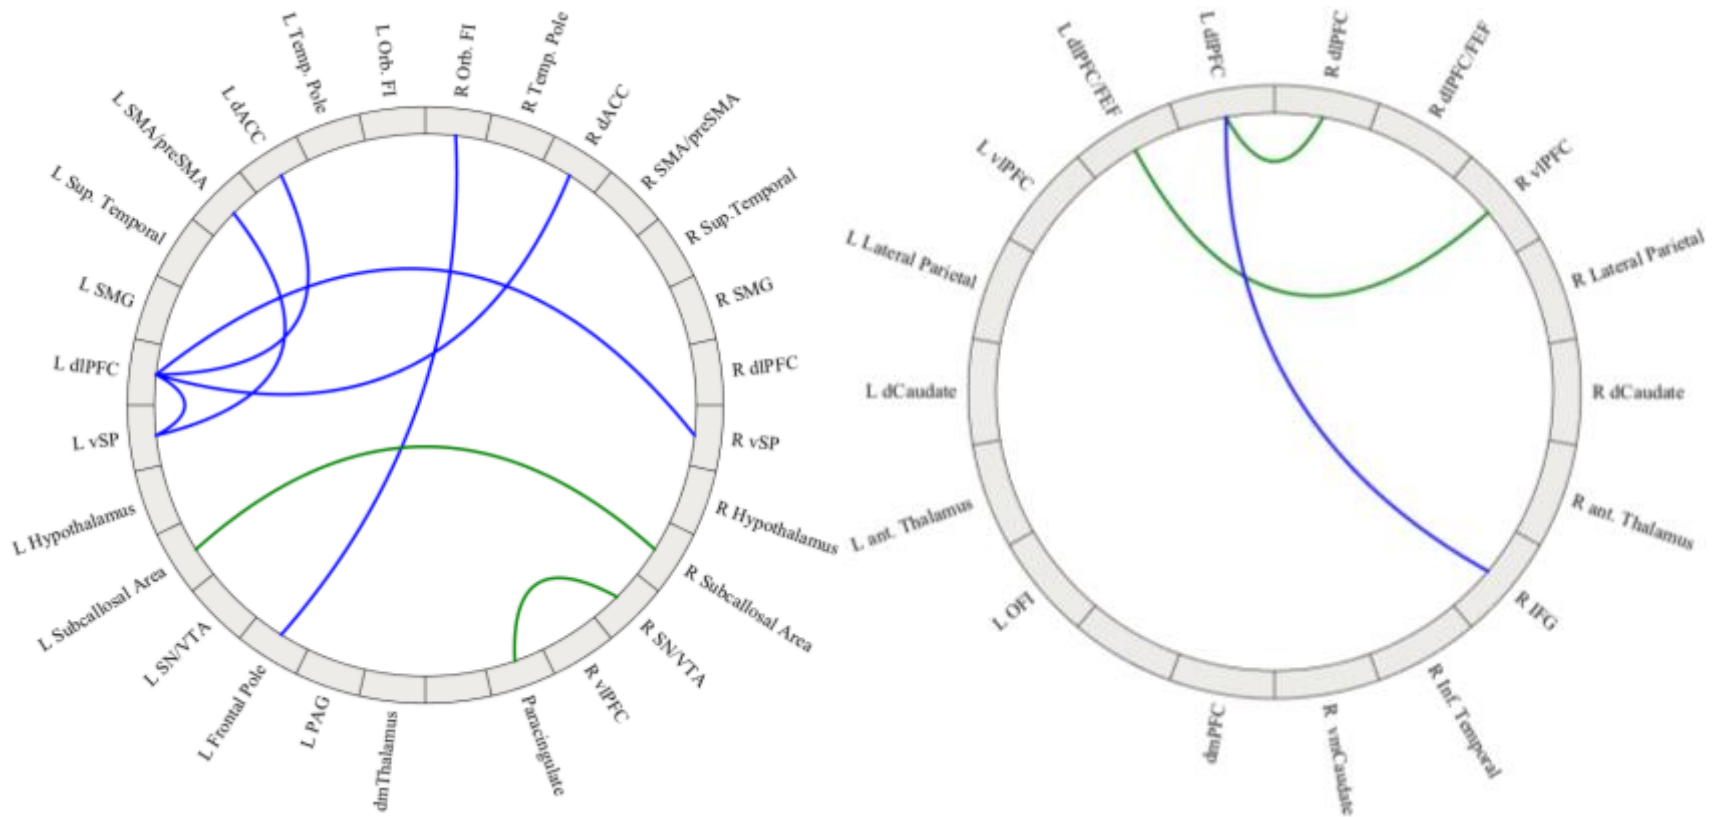 L Orb. FI
R Orb. FI
R Temp. Pole
R dACC
R SMA/preSMA
R Sup.Temporal
R SMG
R dlPFC
R vSP
R Hypothalamus
R Subcallosal Area
R SN/VTA
R vlPFC
Paracingulate
dmThalamus
L PAG
L Frontal Pole
L SN/VTA
L Subcallosal Area
L Hypothalamus
L vSP
L dlPFC
L SMG
L Sup. Temporal
L SMA/preSMA
L dACC
L Temp. Pole
L dlPFC
R dlPFC
R dlPFC/FEF
R vlPFC
R Lateral Parietal
R dCaudate
R ant. Thalamus
R IFG
R Inf. Temporal
R vmCaudate
dmPFC
L OFI
L ant. Thalamus
L dCaudate
L Lateral Parietal
L vlPFC
L dlPFC/FEF